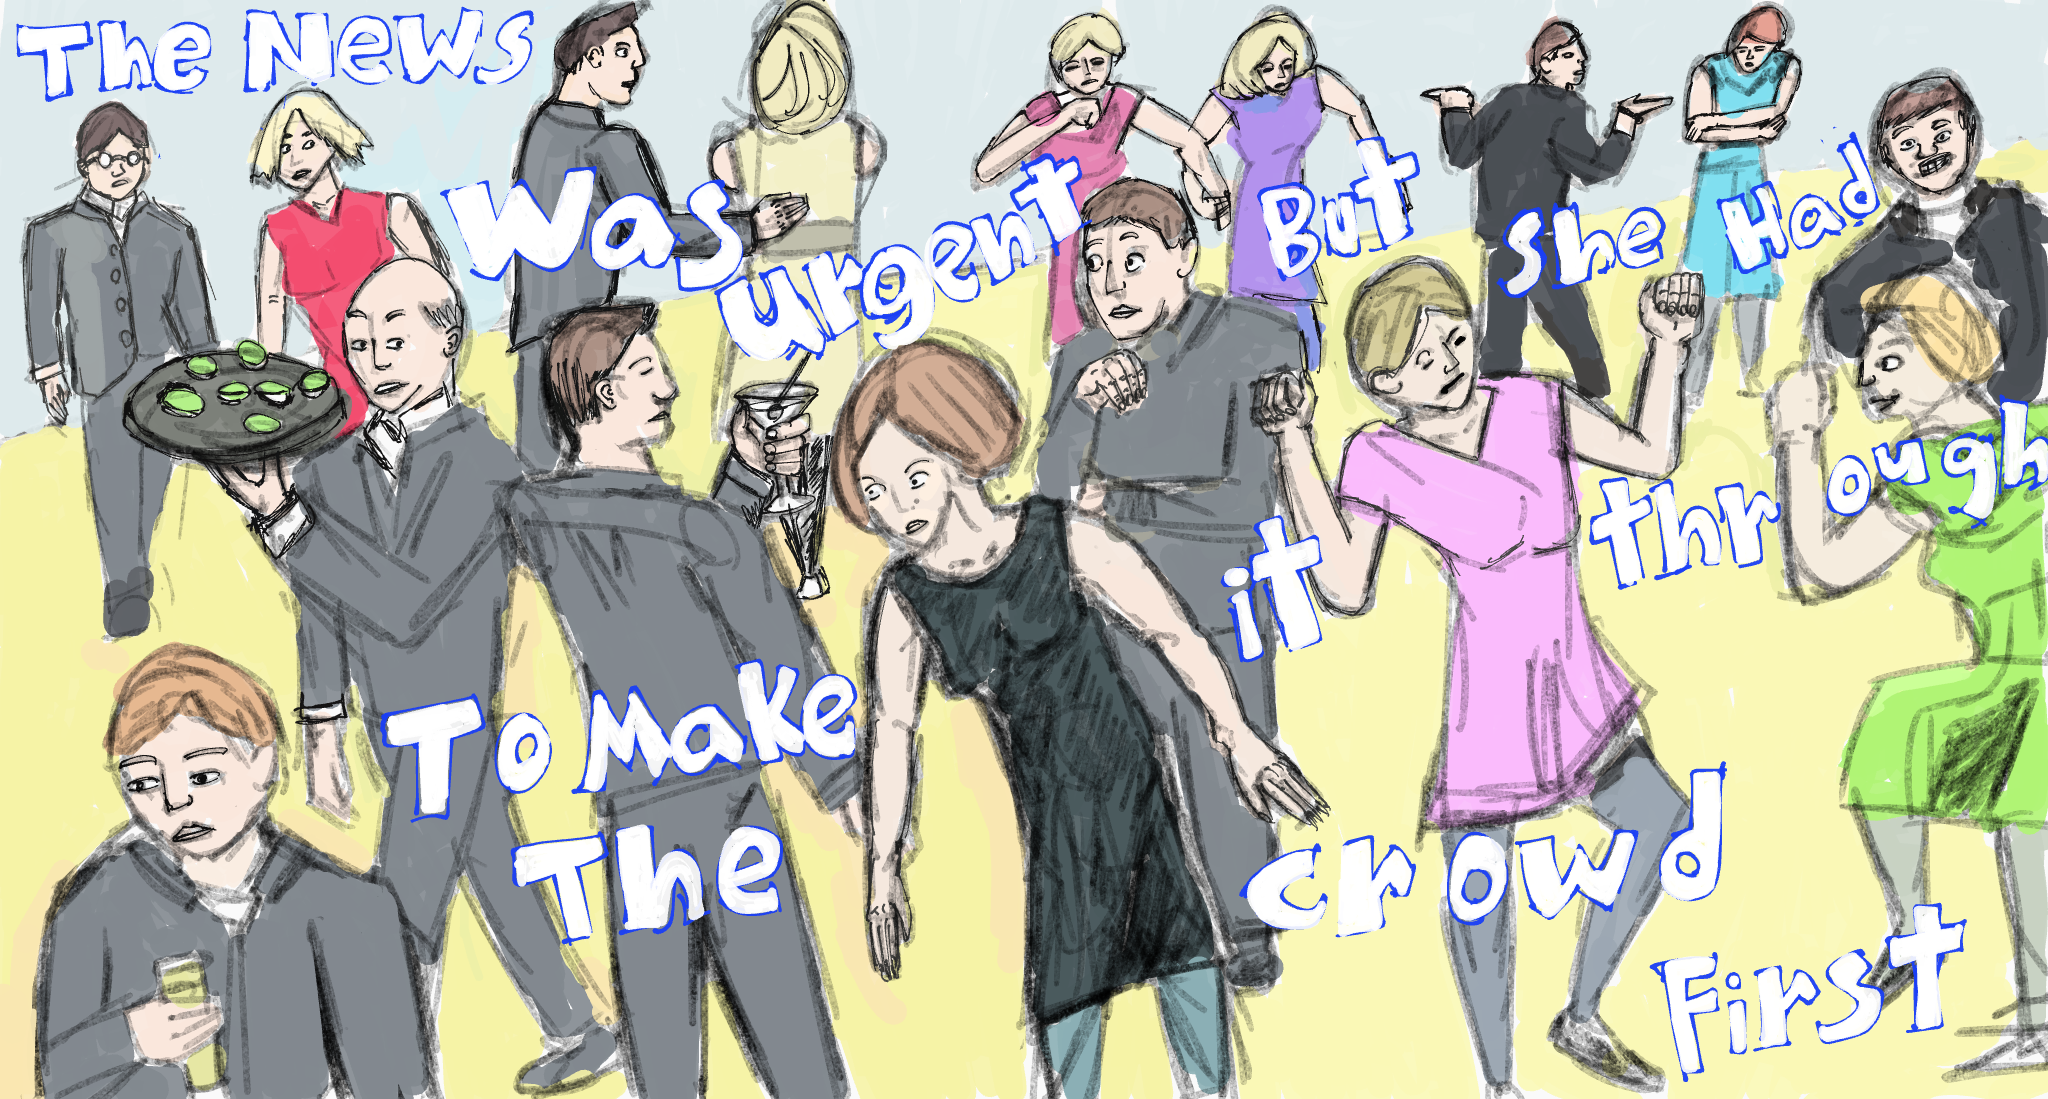 The News
Was urgent But She Had
To Make it through
The crowd
First